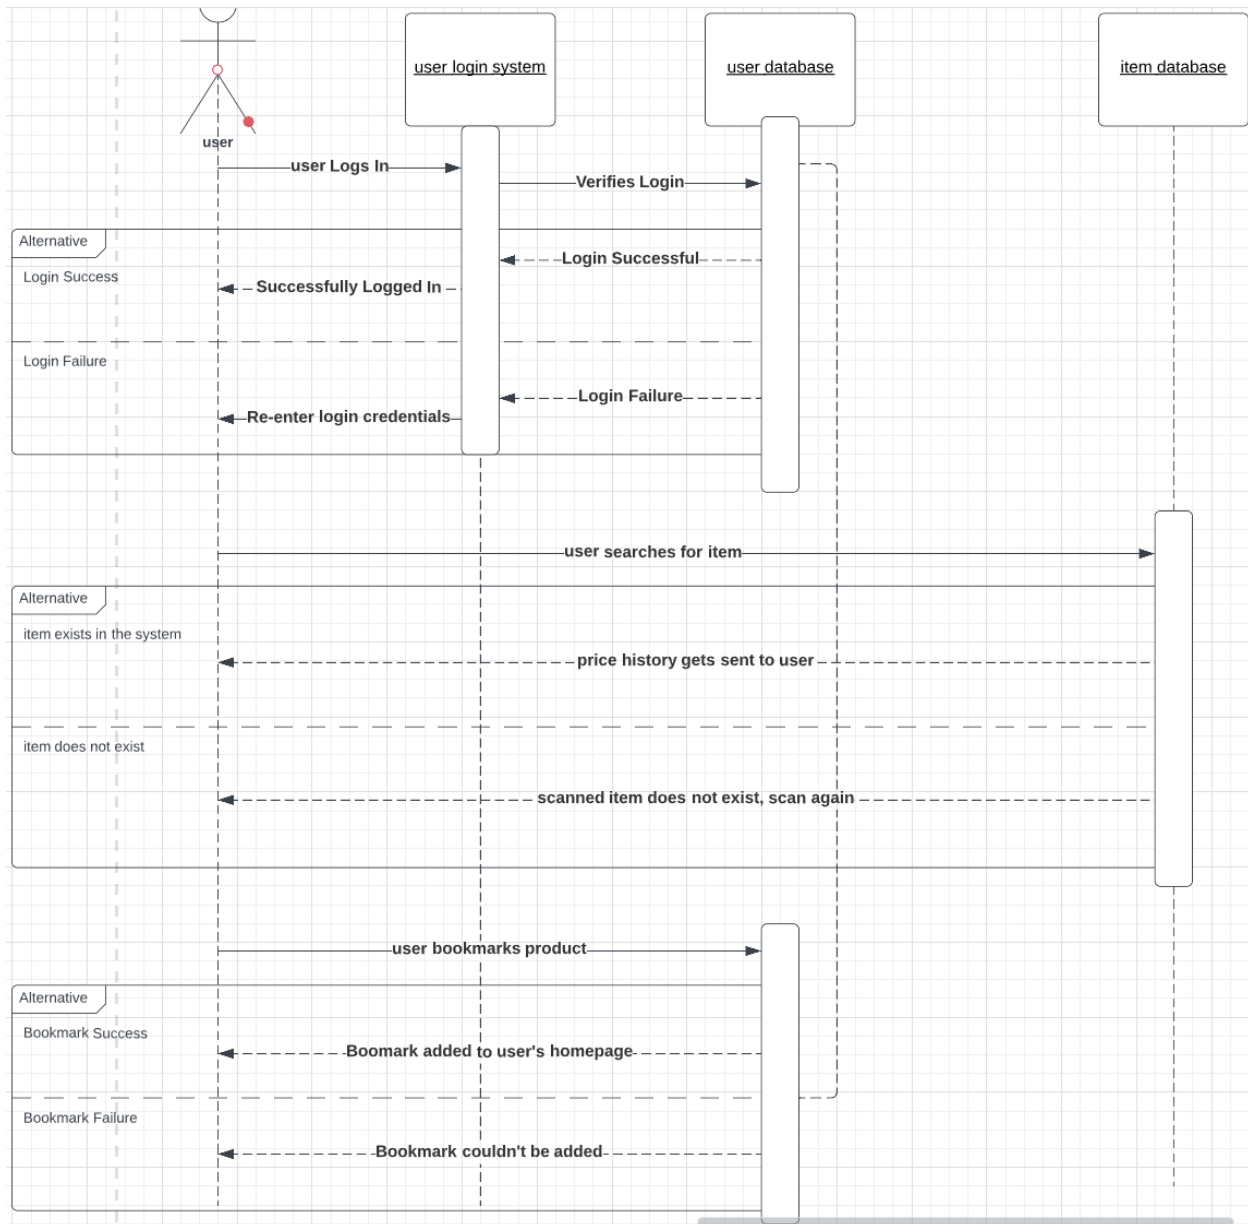 user login system
user database
item database
user
user Logs In
Verifies Login
Alternative
Login Successful
Login Success
Successfully Logged In
Login Failure
Login Failure
Re-enter login credentials
user searches for item
Alternative
item exists in the system
price history gets sent to user
item does not exist
scanned item does not exist, scan again
user bookmarks product
Alternative
Bookmark Success
Boomark added to user's homepage
Bookmark Failure
Bookmark couldn't be added